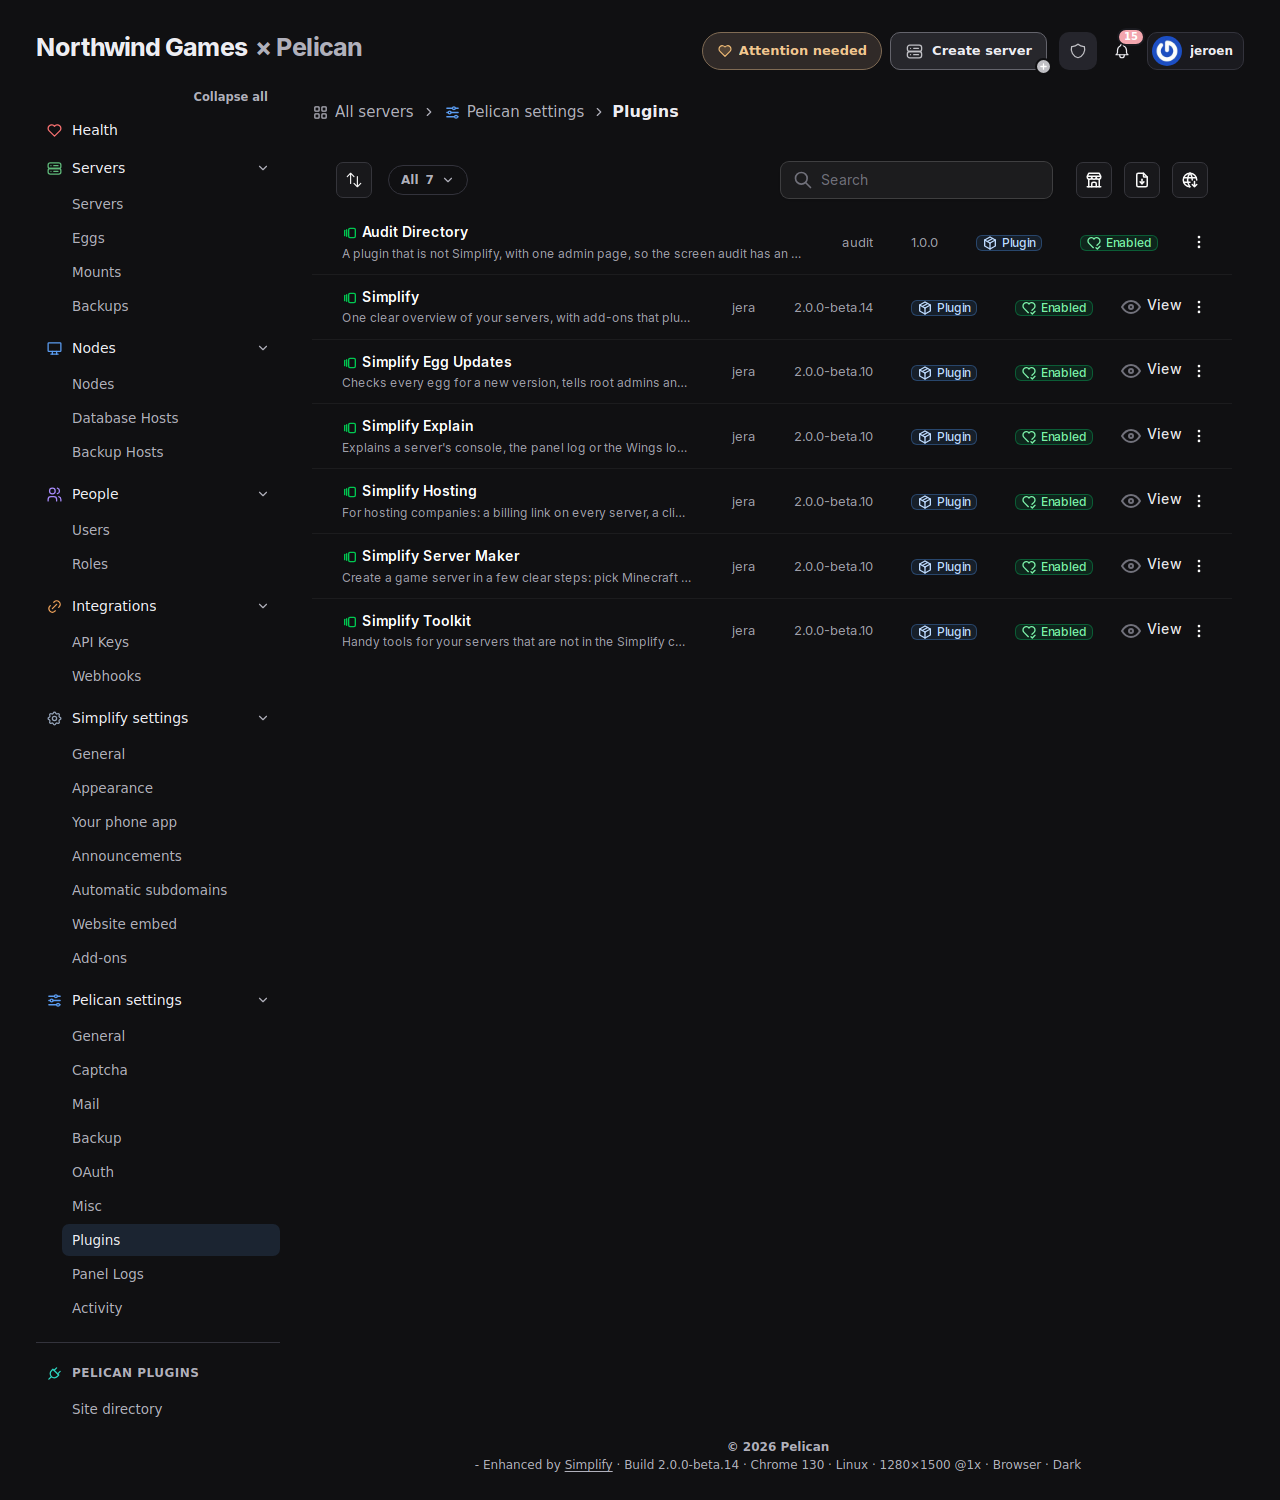 Northwind Games × Pelican
Attention needed
Create server
15
jeroen
Collapse all
Health
Servers
Servers
Eggs
Mounts
Backups
Nodes
Nodes
Database Hosts
Backup Hosts
People
Users
Roles
Integrations
API Keys
Webhooks
Simplify settings
General
Appearance
Your phone app
Announcements
Automatic subdomains
Website embed
Add-ons
Pelican settings
General
Captcha
Mail
Backup
OAuth
Misc
Plugins
Panel Logs
Activity
PELICAN PLUGINS
Site directory
All servers > Pelican settings > Plugins
All 7
Search
Audit Directory
A plugin that is not Simplify, with one admin page, so the screen audit has an ...
audit 1.0.0 Plugin Enabled
Simplify
One clear overview of your servers, with add-ons that plu...
jera 2.0.0-beta.14 Plugin Enabled View
Simplify Egg Updates
Checks every egg for a new version, tells root admins an...
jera 2.0.0-beta.10 Plugin Enabled View
Simplify Explain
Explains a server's console, the panel log or the Wings lo...
jera 2.0.0-beta.10 Plugin Enabled View
Simplify Hosting
For hosting companies: a billing link on every server, a cli...
jera 2.0.0-beta.10 Plugin Enabled View
Simplify Server Maker
Create a game server in a few clear steps: pick Minecraft ...
jera 2.0.0-beta.10 Plugin Enabled View
Simplify Toolkit
Handy tools for your servers that are not in the Simplify c...
jera 2.0.0-beta.10 Plugin Enabled View
© 2026 Pelican
- Enhanced by Simplify · Build 2.0.0-beta.14 · Chrome 130 · Linux · 1280×1500 @1x · Browser · Dark